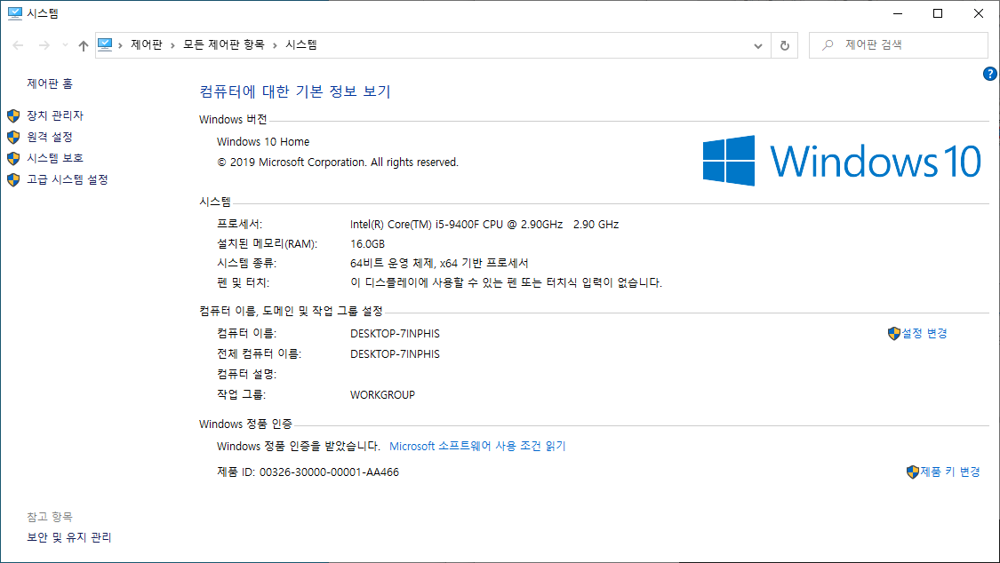 시스템
제어판 › 모든 제어판 항목 › 시스템
제어판 검색
제어판 홈
장치 관리자
원격 설정
시스템 보호
고급 시스템 설정
컴퓨터에 대한 기본 정보 보기
Windows 버전
Windows 10 Home
© 2019 Microsoft Corporation. All rights reserved.
Windows 10
시스템
프로세서: Intel(R) Core(TM) i5-9400F CPU @ 2.90GHz 2.90 GHz
설치된 메모리(RAM): 16.0GB
시스템 종류: 64비트 운영 체제, x64 기반 프로세서
펜 및 터치: 이 디스플레이에 사용할 수 있는 펜 또는 터치식 입력이 없습니다.
컴퓨터 이름, 도메인 및 작업 그룹 설정
컴퓨터 이름: DESKTOP-7INPHIS 설정 변경
전체 컴퓨터 이름: DESKTOP-7INPHIS
컴퓨터 설명:
작업 그룹: WORKGROUP
Windows 정품 인증
Windows 정품 인증을 받았습니다. Microsoft 소프트웨어 사용 조건 읽기
제품 ID: 00326-30000-00001-AA466 제품 키 변경
참고 항목
보안 및 유지 관리